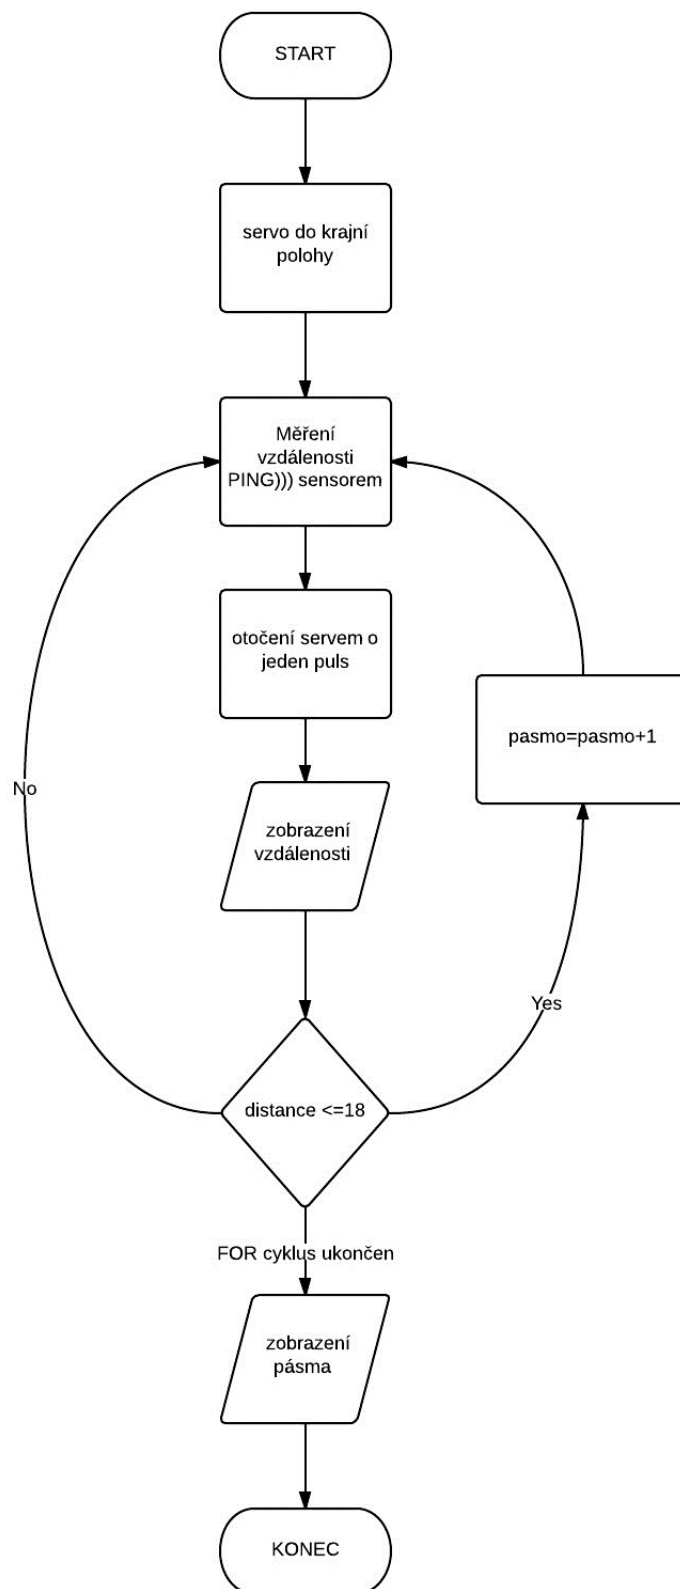 START
servo do krajní
polohy
Měření
vzdálenosti
PING))) sensorem
otočení servem o
jeden puls
pasmo=pasmo+1
No
zobrazení
vzdálenosti
Yes
distance <=18
FOR cyklus ukončen
zobrazení
pásma
KONEC